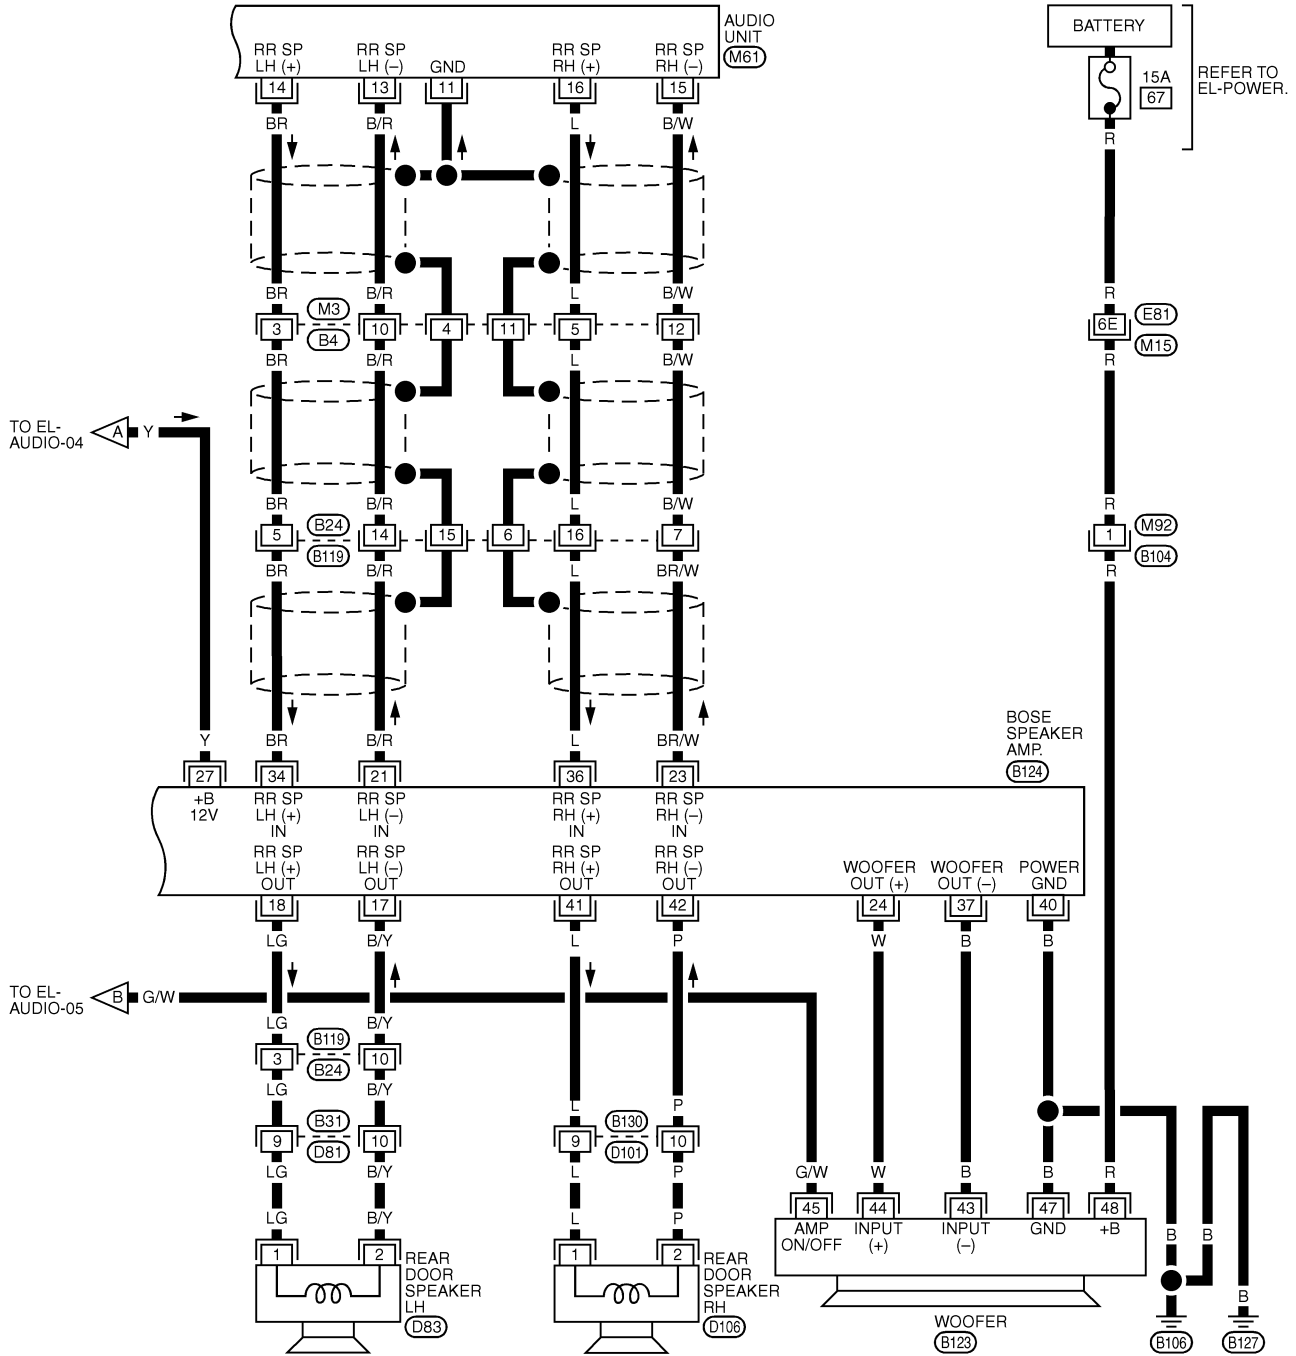 AUDIO
UNIT
M61
BATTERY
RR SP
LH (+)
RR SP
LH (–)
GND
RR SP
RH (+)
RR SP
RH (–)
14
13
11
16
15
15A
67
REFER TO
EL-POWER.
BR
B/R
L
B/W
R
BR
B/R
L
B/W
R
M3
B4
3
10
4
11
5
12
6E
E81
M15
BR
B/R
L
B/W
R
TO EL-
AUDIO-04
A
Y
BR
B/R
L
B/W
R
B24
B119
5
14
15
6
16
7
1
M92
B104
BR
B/R
L
BR/W
R
Y
BR
B/R
L
BR/W
BOSE
SPEAKER
AMP.
B124
27
34
21
36
23
+B
12V
RR SP
LH (+)
IN
RR SP
LH (–)
IN
RR SP
RH (+)
IN
RR SP
RH (–)
IN
RR SP
LH (+)
OUT
RR SP
LH (–)
OUT
RR SP
RH (+)
OUT
RR SP
RH (–)
OUT
WOOFER
OUT (+)
WOOFER
OUT (–)
POWER
GND
18
17
41
42
24
37
40
LG
B/Y
L
P
W
B
B
TO EL-
AUDIO-05
B
G/W
LG
B/Y
B119
B24
3
10
LG
B/Y
L
P
B31
D81
9
10
B130
D101
9
10
LG
B/Y
L
P
G/W
W
B
B
R
LG
B/Y
L
P
45
44
43
47
48
AMP
ON/OFF
INPUT
(+)
INPUT
(–)
GND
+B
B
B
1
2
REAR
DOOR
SPEAKER
LH
D83
1
2
REAR
DOOR
SPEAKER
RH
D106
WOOFER
B123
B
B106
B127